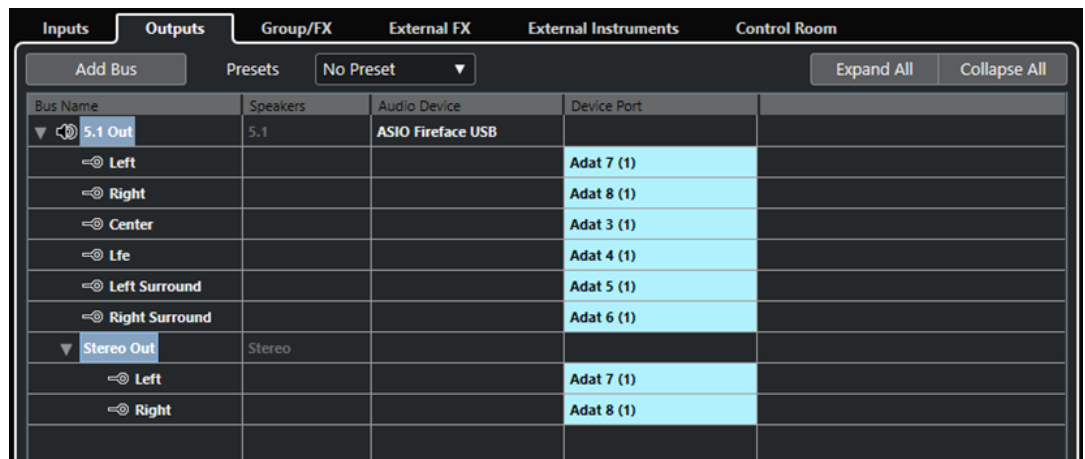 Inputs Outputs Group/FX External FX External Instruments Control Room
Add Bus Presets No Preset Expand All Collapse All
Bus Name Speakers Audio Device Device Port
5.1 Out 5.1 ASIO Fireface USB
Left Adat 7 (1)
Right Adat 8 (1)
Center Adat 3 (1)
Lfe Adat 4 (1)
Left Surround Adat 5 (1)
Right Surround Adat 6 (1)
Stereo Out Stereo
Left Adat 7 (1)
Right Adat 8 (1)